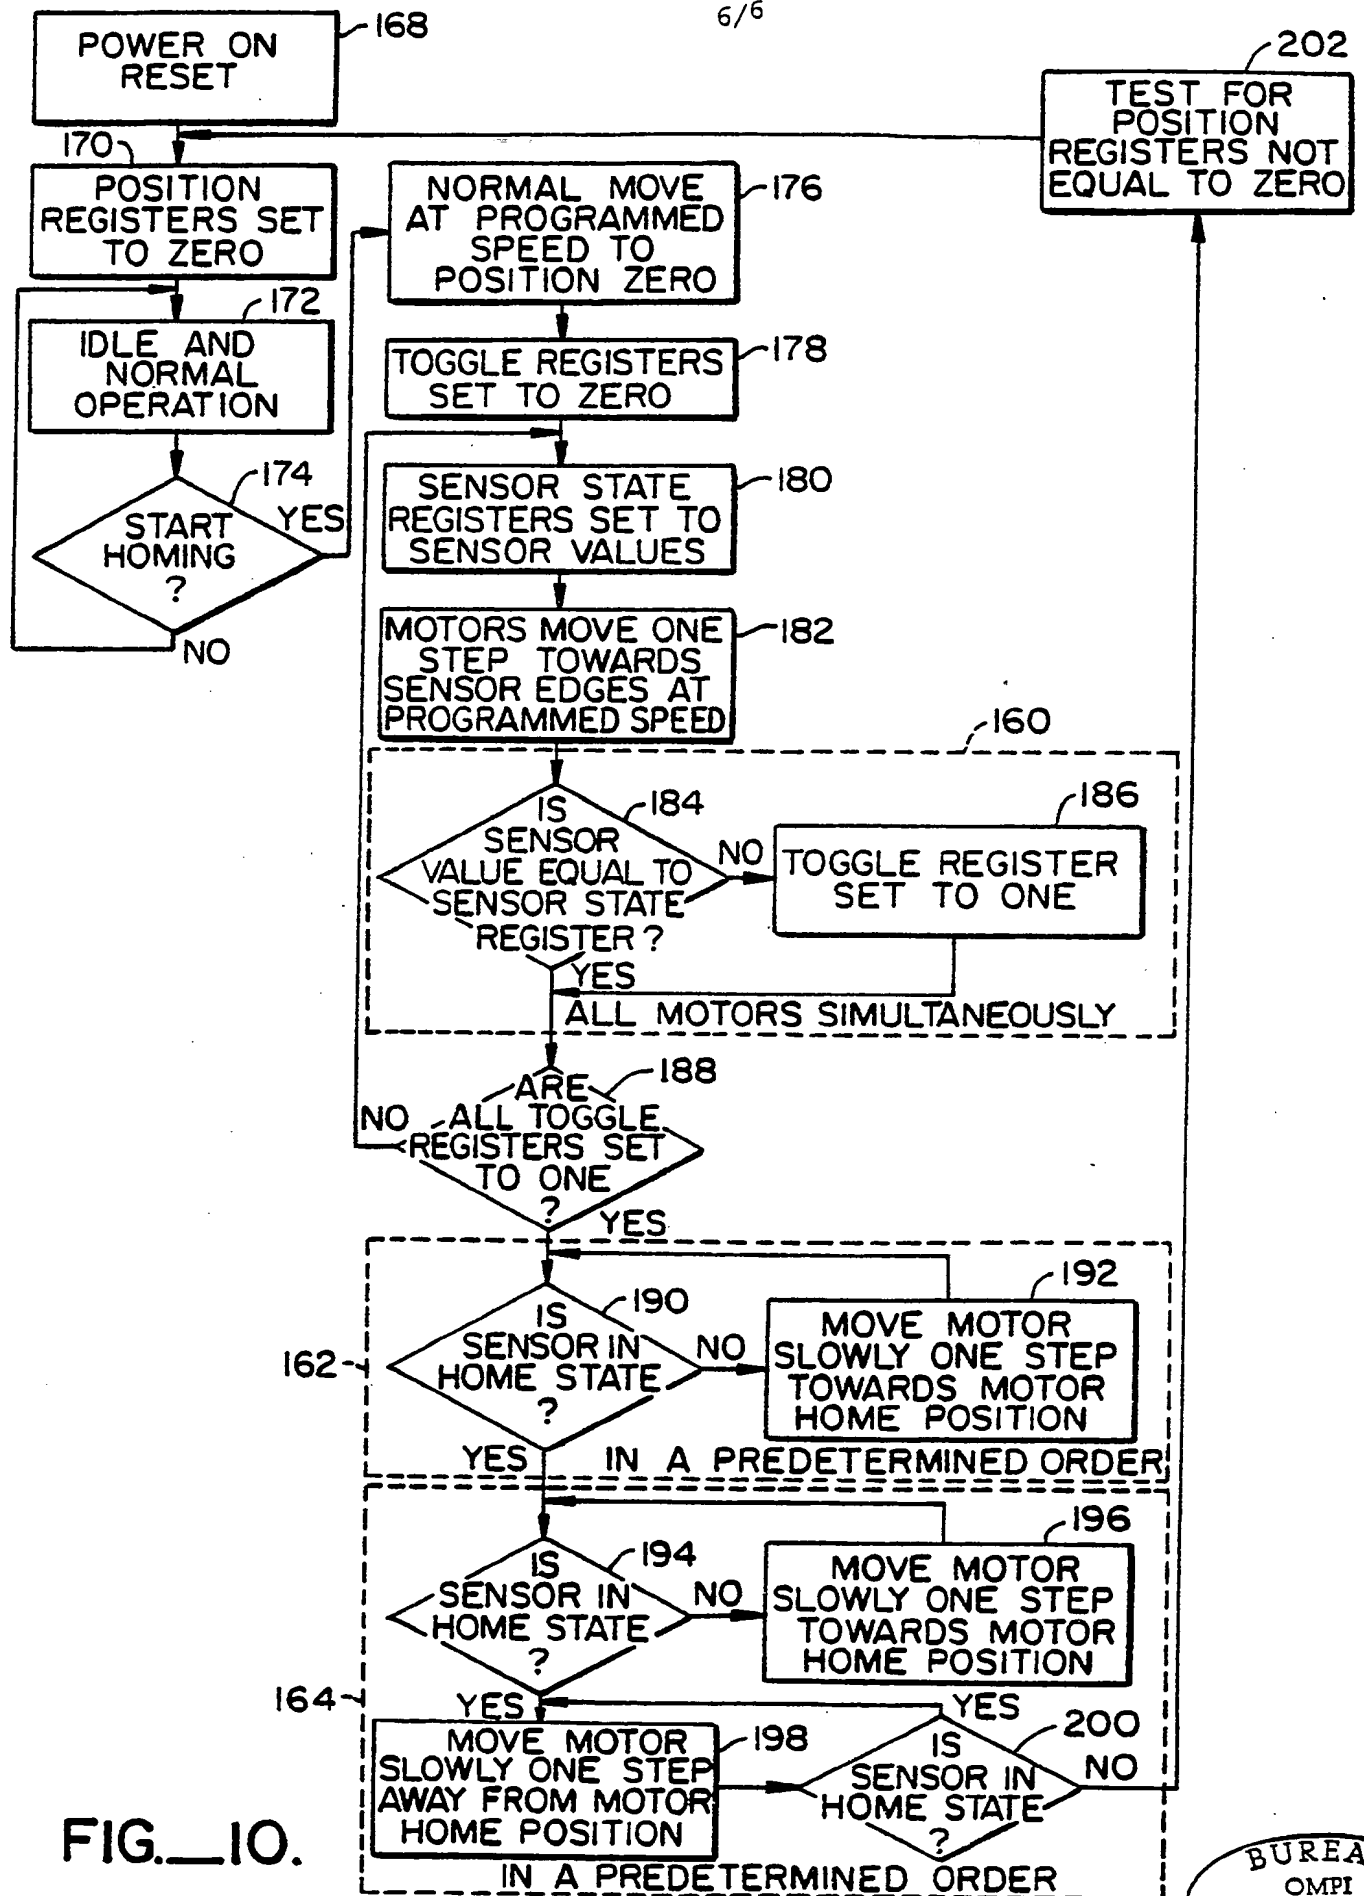 6/6
168
POWER ON
RESET
202
TEST FOR
POSITION
REGISTERS NOT
EQUAL TO ZERO
170
POSITION
REGISTERS SET
TO ZERO
172
IDLE AND
NORMAL
OPERATION
174
START
HOMING
?
YES
NO
176
NORMAL MOVE
AT PROGRAMMED
SPEED TO
POSITION ZERO
178
TOGGLE REGISTERS
SET TO ZERO
180
SENSOR STATE
REGISTERS SET TO
SENSOR VALUES
182
MOTORS MOVE ONE
STEP TOWARDS
SENSOR EDGES AT
PROGRAMMED SPEED
160
184
IS
SENSOR
VALUE EQUAL TO
SENSOR STATE
REGISTER?
NO
186
TOGGLE REGISTER
SET TO ONE
YES
ALL MOTORS SIMULTANEOUSLY
188
ARE
ALL TOGGLE
REGISTERS SET
TO ONE
?
NO
YES
162
190
IS
SENSOR IN
HOME STATE
?
NO
192
MOVE MOTOR
SLOWLY ONE STEP
TOWARDS MOTOR
HOME POSITION
YES
IN A PREDETERMINED ORDER
164
194
IS
SENSOR IN
HOME STATE
?
NO
196
MOVE MOTOR
SLOWLY ONE STEP
TOWARDS MOTOR
HOME POSITION
YES
198
MOVE MOTOR
SLOWLY ONE STEP
AWAY FROM MOTOR
HOME POSITION
YES
200
IS
SENSOR IN
HOME STATE
?
NO
IN A PREDETERMINED ORDER
FIG.__10.
OMPI